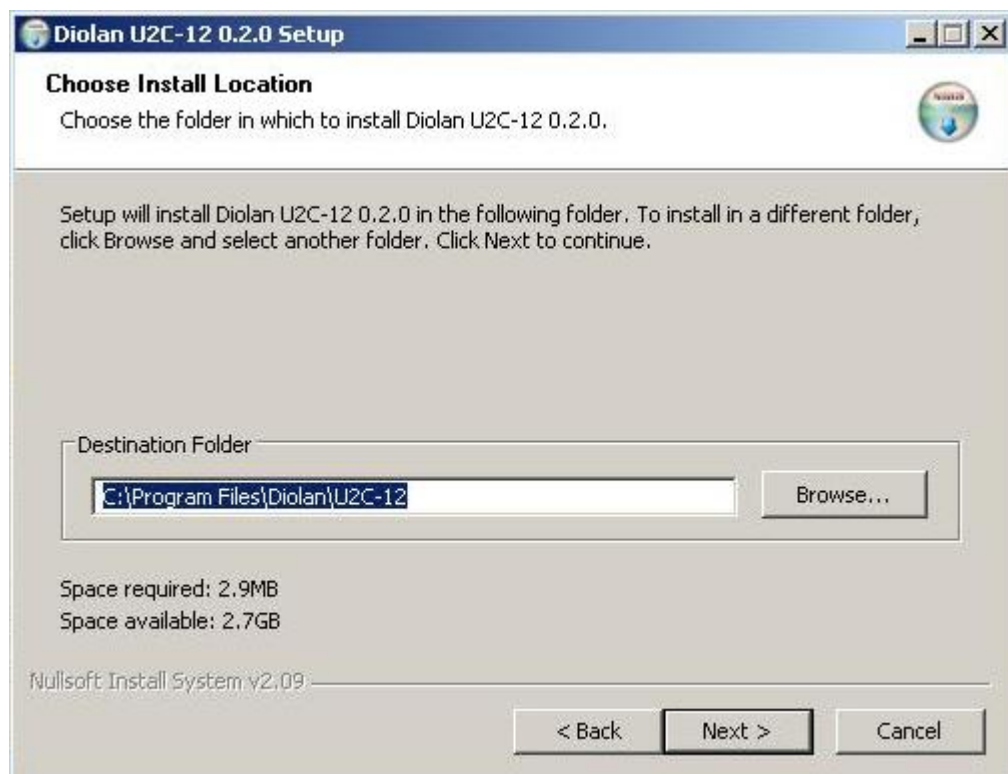 Diolan U2C-12 0.2.0 Setup
Choose Install Location
Choose the folder in which to install Diolan U2C-12 0.2.0.
Setup will install Diolan U2C-12 0.2.0 in the following folder. To install in a different folder,
click Browse and select another folder. Click Next to continue.
Destination Folder
C:\Program Files\Diolan\U2C-12
Browse...
Space required: 2.9MB
Space available: 2.7GB
Nullsoft Install System v2.09
< Back
Next >
Cancel